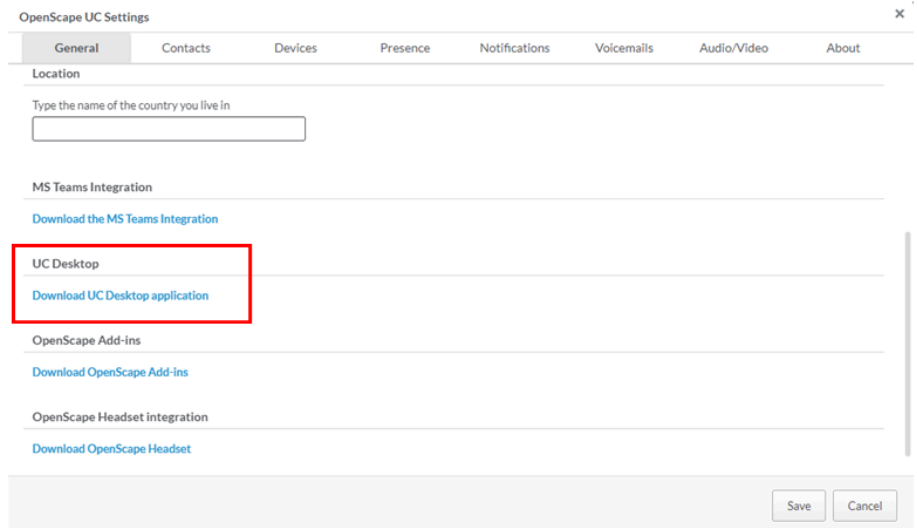 OpenScape UC Settings
×
General Contacts Devices Presence Notifications Voicemails Audio/Video About
Location
Type the name of the country you live in
MS Teams Integration
Download the MS Teams Integration
UC Desktop
Download UC Desktop application
OpenScape Add-ins
Download OpenScape Add-ins
OpenScape Headset integration
Download OpenScape Headset
Save Cancel